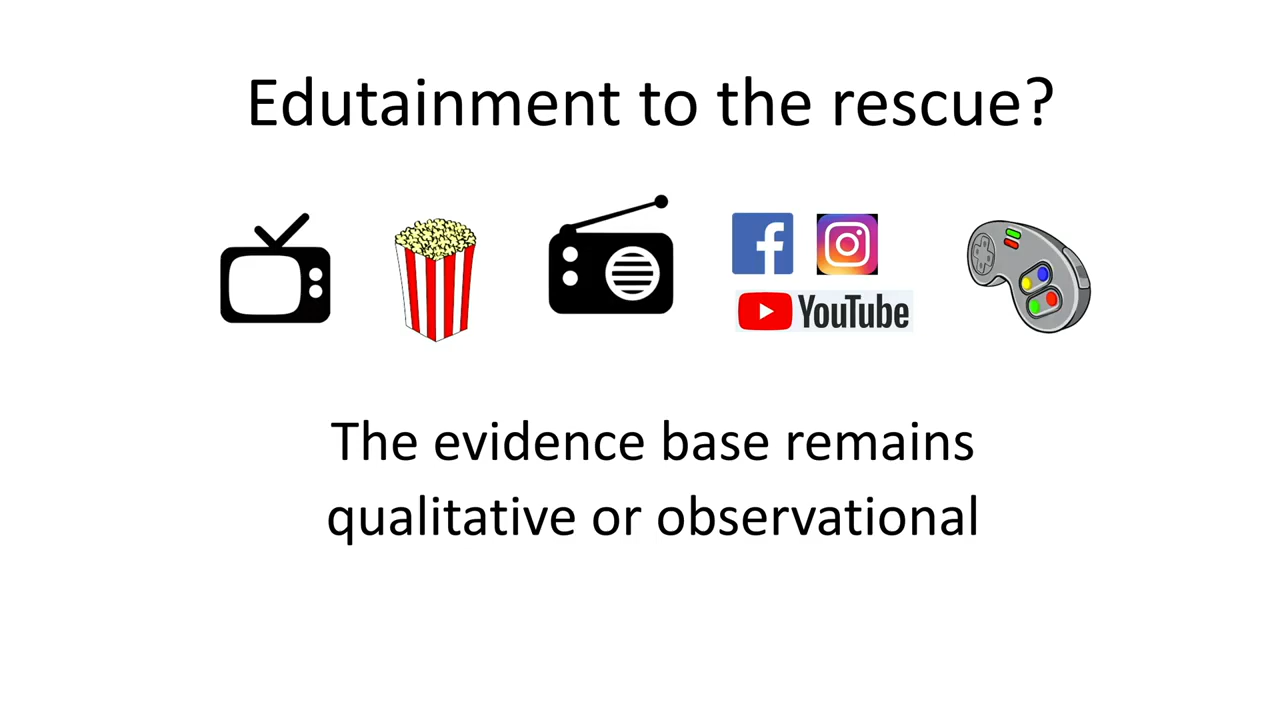 Edutainment to the rescue?
YouTube
The evidence base remains
qualitative or observational